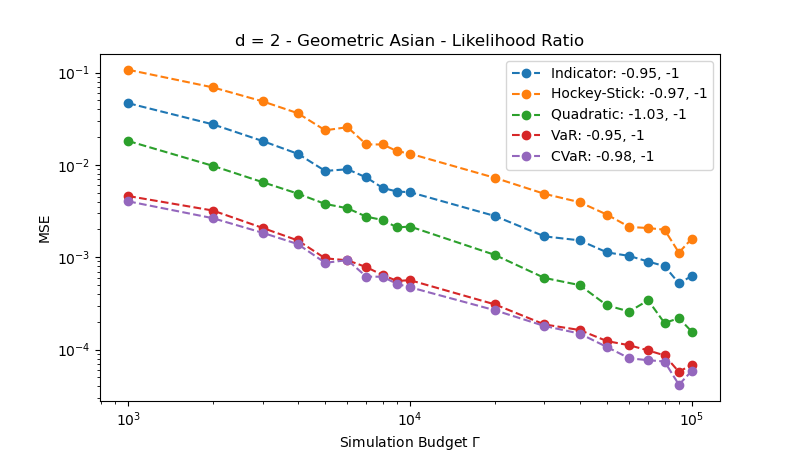 d = 2 - Geometric Asian - Likelihood Ratio
MSE
10⁻¹
10⁻²
10⁻³
10⁻⁴
Indicator: -0.95, -1
Hockey-Stick: -0.97, -1
Quadratic: -1.03, -1
VaR: -0.95, -1
CVaR: -0.98, -1
10³
10⁴
10⁵
Simulation Budget Γ